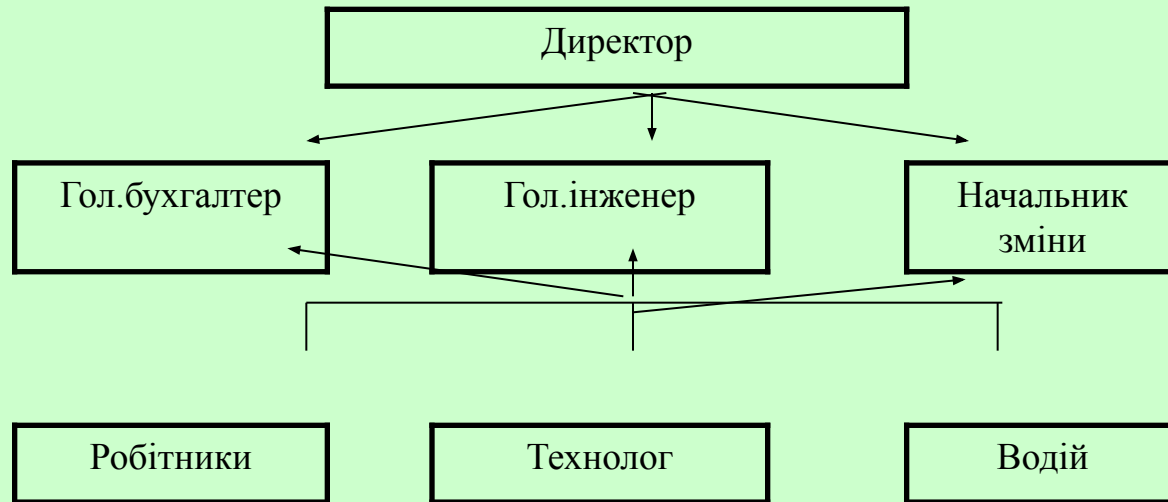 Директор
Гол.бухгалтер
Гол.інженер
Начальник
зміни
Робітники
Технолог
Водій